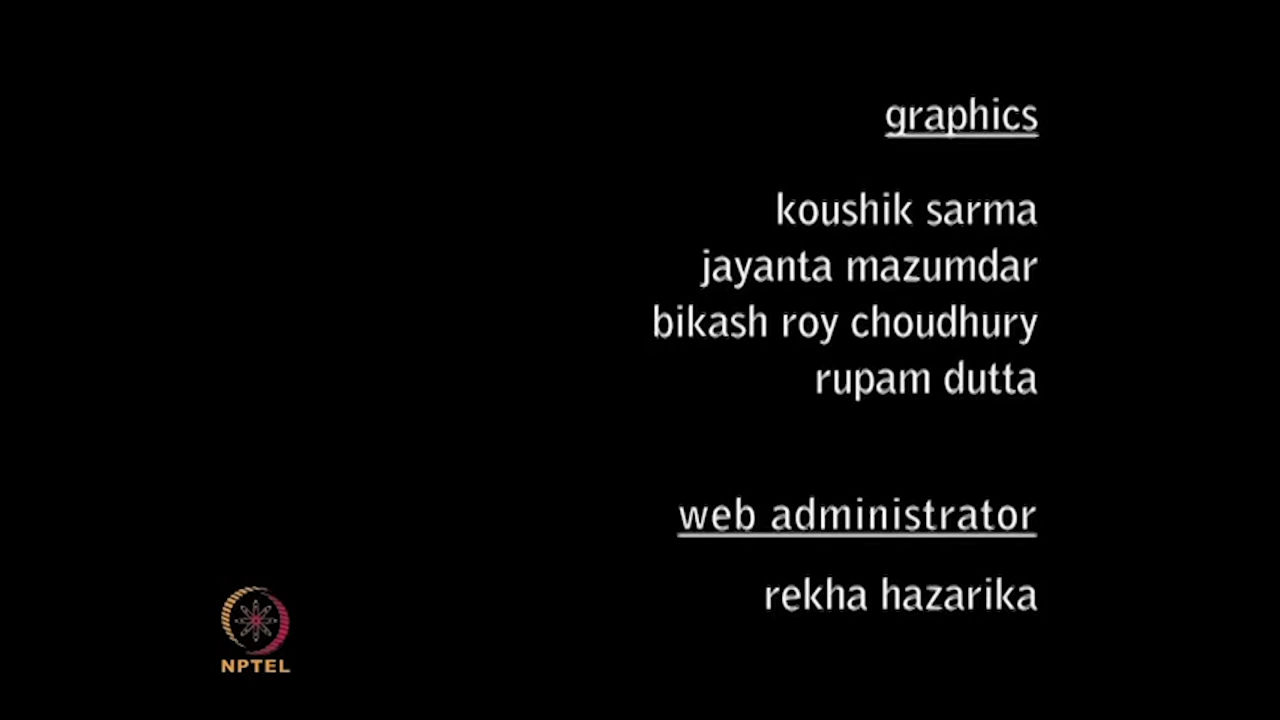 graphics
koushik sarma
jayanta mazumdar
bikash roy choudhury
rupam dutta
web administrator
rekha hazarika
NPTEL